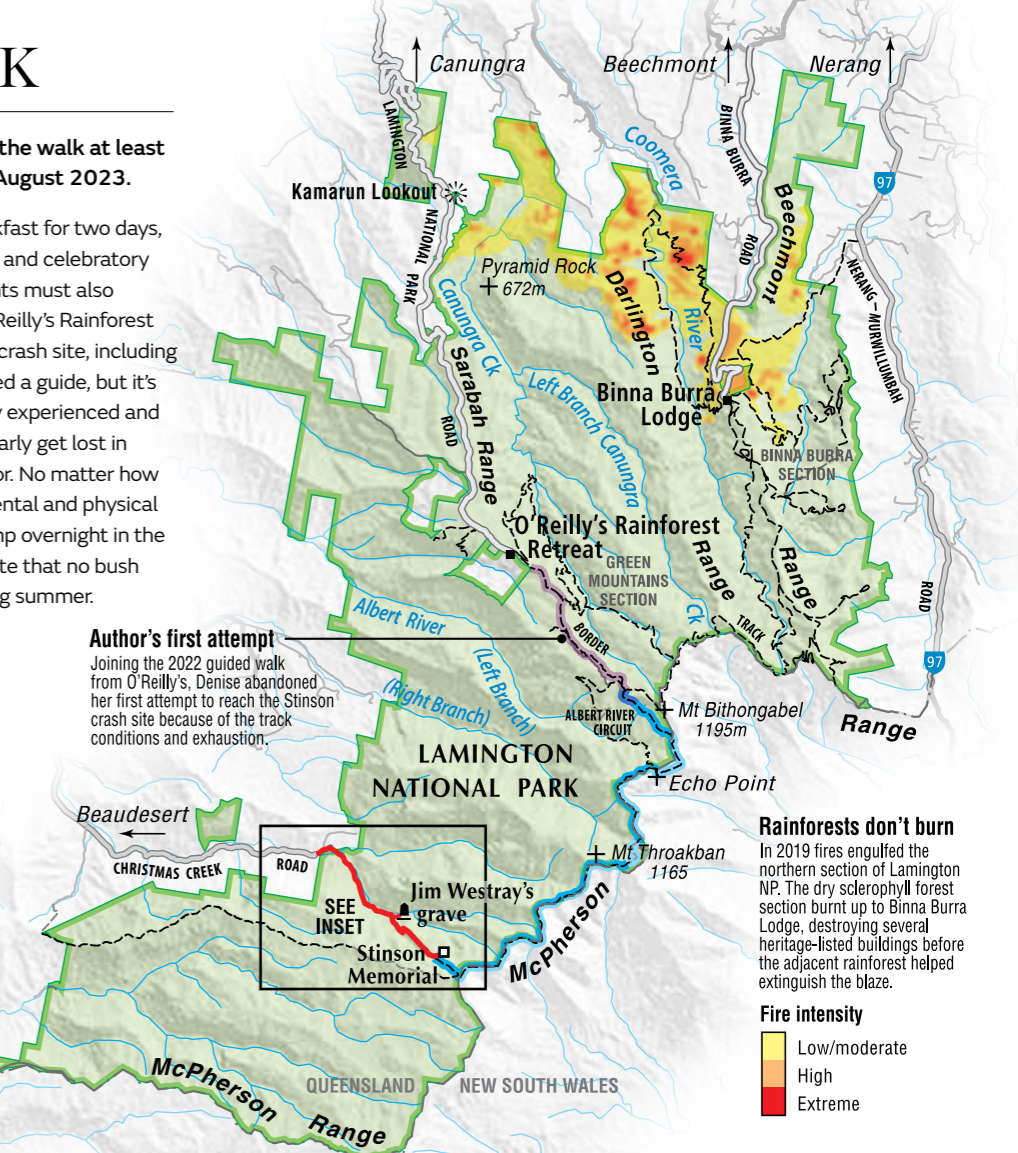 K
the walk at least
August 2023.
kfast for two days,
and celebratory
nts must also
Reilly's Rainforest
crash site, including
ed a guide, but it's
y experienced and
arly get lost in
or. No matter how
ental and physical
mp overnight in the
te that no bush
g summer.
Canungra
Beechmont
Nerang
LAMINGTON
NATIONAL PARK
ROAD
Kamarun Lookout
Coomera
River
BINNA BURRA
ROAD
97
Beechmont
Range
Pyramid Rock
672m
Darlington
Range
Canungra Ck
Sarabah Range
Left Branch Canungra
Ck
Binna Burra
Lodge
BINNA BURRA
SECTION
NERANG – MURWILLUMBAH
ROAD
97
O'Reilly's Rainforest
Retreat
GREEN
MOUNTAINS
SECTION
BORDER
TRACK
Albert River
(Left Branch)
(Right Branch)
Author's first attempt
Joining the 2022 guided walk
from O'Reilly's, Denise abandoned
her first attempt to reach the Stinson
crash site because of the track
conditions and exhaustion.
ALBERT RIVER
CIRCUIT
Mt Bithongabel
1195m
Range
LAMINGTON
NATIONAL PARK
Echo Point
Beaudesert
CHRISTMAS CREEK
ROAD
Mt Throakban
1165
SEE
INSET
Jim Westray's
grave
Stinson
Memorial
McPherson
Rainforests don't burn
In 2019 fires engulfed the
northern section of Lamington
NP. The dry sclerophyll forest
section burnt up to Binna Burra
Lodge, destroying several
heritage-listed buildings before
the adjacent rainforest helped
extinguish the blaze.
Fire intensity
Low/moderate
High
Extreme
McPherson Range
QUEENSLAND
NEW SOUTH WALES